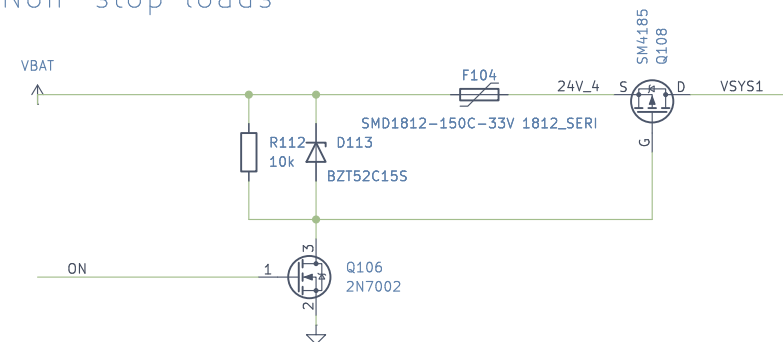 Non-stop loads
SM4185
Q108
VBAT
F104
24V_4
S
D
VSYS1
SMD1812-150C-33V 1812_SERI
G
R112
10k
D113
BZT52C15S
3
ON
1
Q106
2N7002
2